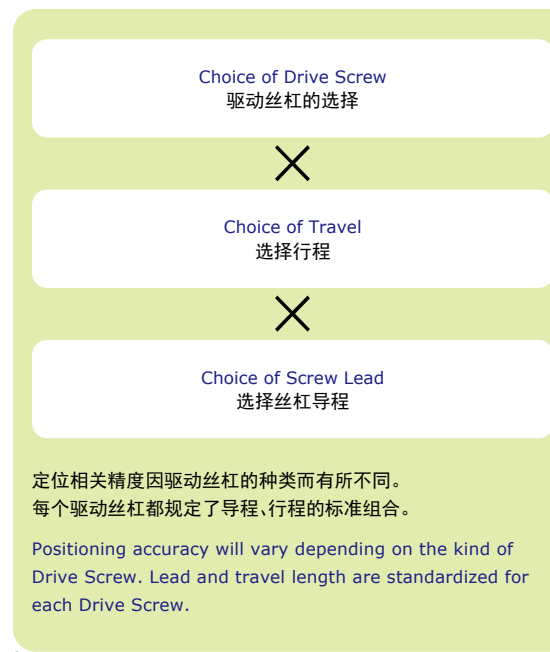 Choice of Drive Screw
驱动丝杠的选择
Choice of Travel
选择行程
Choice of Screw Lead
选择丝杠导程
定位相关精度因驱动丝杠的种类而有所不同。
每个驱动丝杠都规定了导程、行程的标准组合。
Positioning accuracy will vary depending on the kind of
Drive Screw. Lead and travel length are standardized for
each Drive Screw.